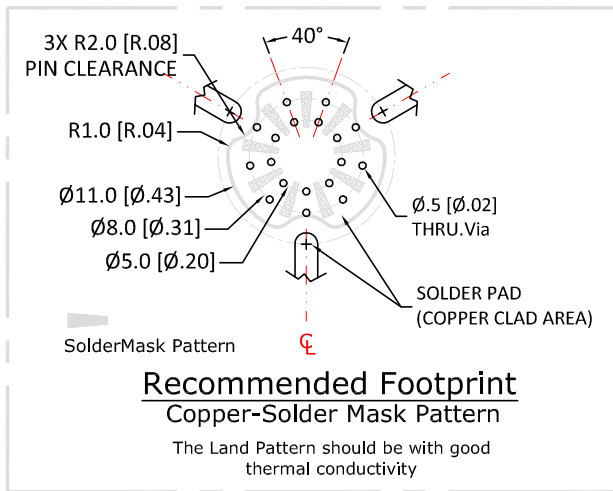 40°
3X R2.0 [R.08]
PIN CLEARANCE
R1.0 [R.04]
Ø11.0 [Ø.43]
Ø8.0 [Ø.31]
Ø5.0 [Ø.20]
Ø.5 [Ø.02]
THRU.Via
SOLDER PAD
(COPPER CLAD AREA)
SolderMask Pattern
℄
Recommended Footprint
Copper-Solder Mask Pattern
The Land Pattern should be with good
thermal conductivity